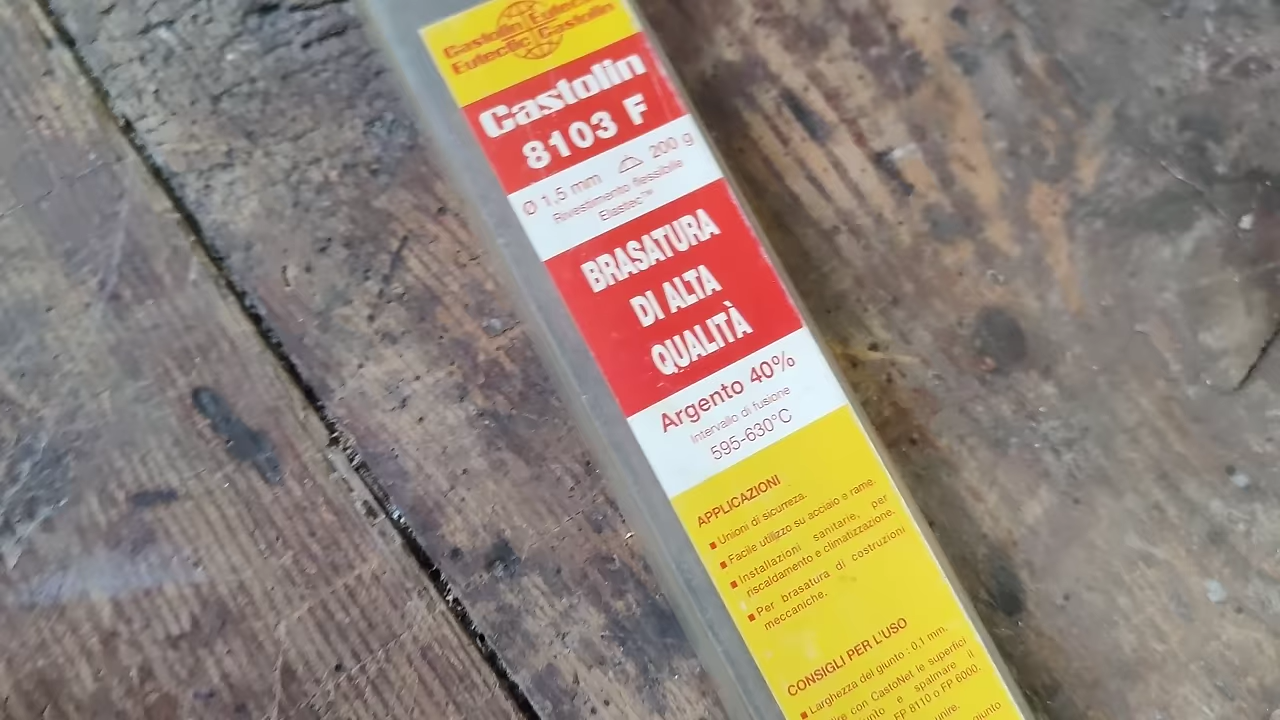 Castolin Eutectic
Eutectic Castolin
Castolin
8103 F
Ø 1,5 mm 200 g
Rivestimento flessibile
Elastec™
BRASATURA
DI ALTA
QUALITÀ
Argento 40%
Intervallo di fusione
595-630°C
APPLICAZIONI
■ Unioni di sicurezza.
■ Facile utilizzo su acciaio e rame.
■ Installazioni sanitarie, per
riscaldamento e climatizzazione.
■ Per brasatura di costruzioni
meccaniche.
CONSIGLI PER L'USO
■ Larghezza del giunto : 0,1 mm.
con CastoNet le superfici
e spalmare il
FP 8110 o FP 6000.
giunto